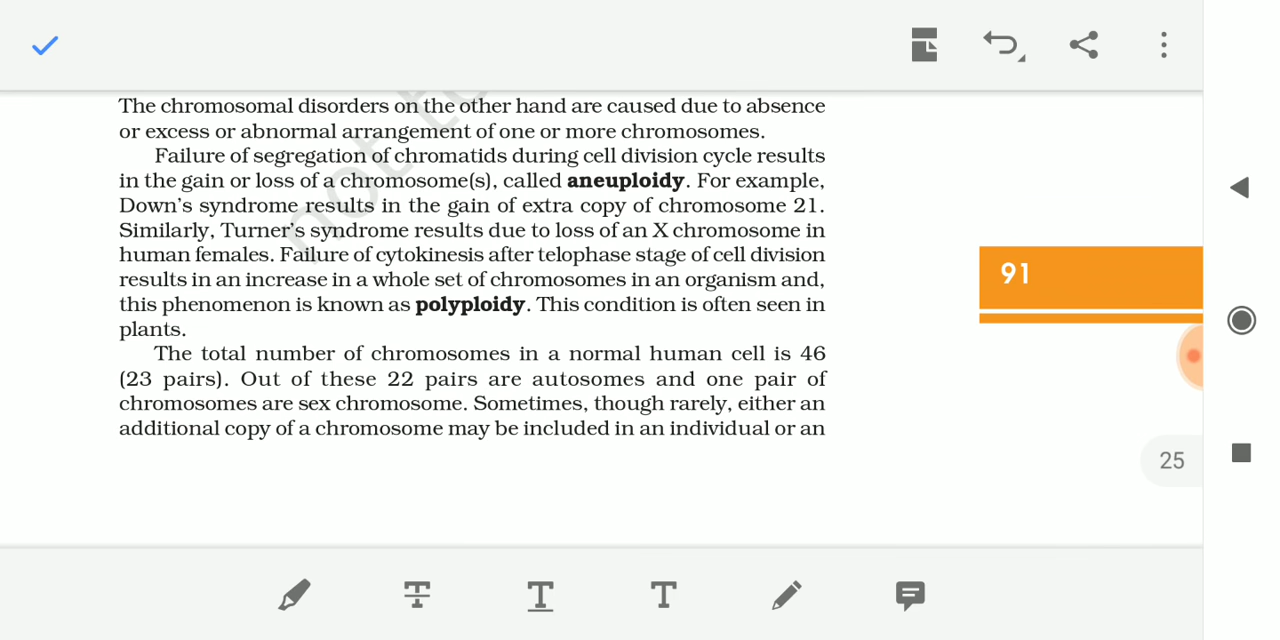 The chromosomal disorders on the other hand are caused due to absence
or excess or abnormal arrangement of one or more chromosomes.
Failure of segregation of chromatids during cell division cycle results
in the gain or loss of a chromosome(s), called aneuploidy. For example,
Down's syndrome results in the gain of extra copy of chromosome 21.
Similarly, Turner's syndrome results due to loss of an X chromosome in
human females. Failure of cytokinesis after telophase stage of cell division
results in an increase in a whole set of chromosomes in an organism and,
this phenomenon is known as polyploidy. This condition is often seen in
plants.
The total number of chromosomes in a normal human cell is 46
(23 pairs). Out of these 22 pairs are autosomes and one pair of
chromosomes are sex chromosome. Sometimes, though rarely, either an
additional copy of a chromosome may be included in an individual or an
91
25
not to